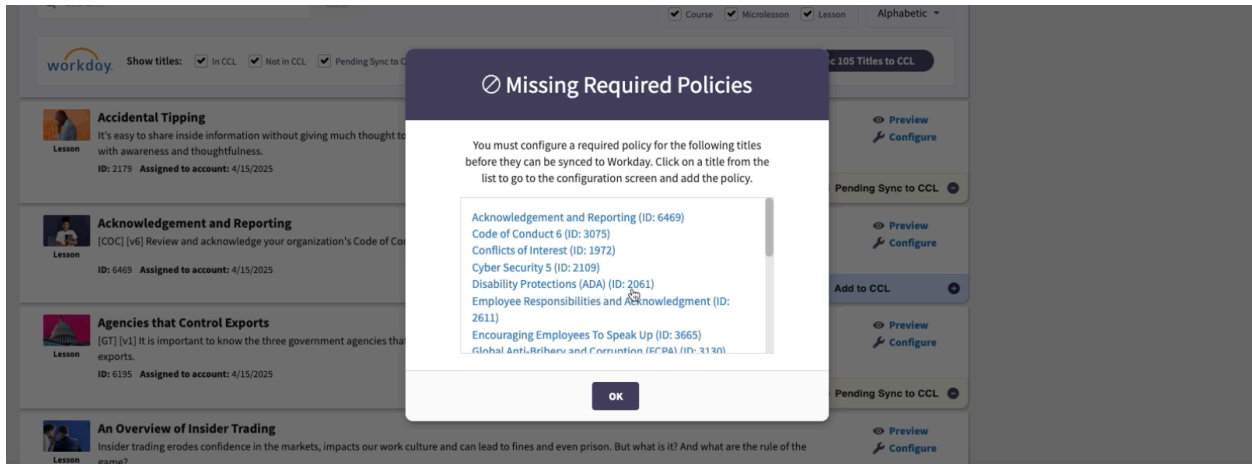 Course Microlesson Lesson Alphabetic
workday. Show titles: In CCL Not in CCL Pending Sync to C
c 105 Titles to CCL
Missing Required Policies
You must configure a required policy for the following titles
before they can be synced to Workday. Click on a title from the
list to go to the configuration screen and add the policy.
Acknowledgement and Reporting (ID: 6469)
Code of Conduct 6 (ID: 3075)
Conflicts of Interest (ID: 1972)
Cyber Security 5 (ID: 2109)
Disability Protections (ADA) (ID: 2061)
Employee Responsibilities and Acknowledgment (ID:
2611)
Encouraging Employees To Speak Up (ID: 3665)
Global Anti-Bribery and Corruption (FCPA) (ID: 3130)
OK
Accidental Tipping
It's easy to share inside information without giving much thought to
with awareness and thoughtfulness.
Lesson
ID: 2179 Assigned to account: 4/15/2025
Preview
Configure
Pending Sync to CCL
Acknowledgement and Reporting
[COC] [v6] Review and acknowledge your organization's Code of Co
Lesson
ID: 6469 Assigned to account: 4/15/2025
Preview
Configure
Add to CCL
Agencies that Control Exports
[GT] [v1] It is important to know the three government agencies tha
exports.
Lesson
ID: 6195 Assigned to account: 4/15/2025
Preview
Configure
Pending Sync to CCL
An Overview of Insider Trading
Insider trading erodes confidence in the markets, impacts our work culture and can lead to fines and even prison. But what is it? And what are the rule of the
game?
Lesson
Preview
Configure